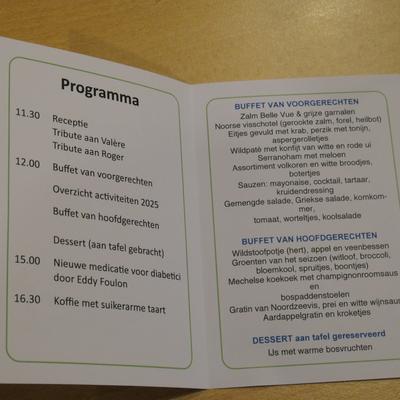 Programma
11.30 Receptie
Tribute aan Valère
Tribute aan Roger
12.00 Buffet van voorgerechten
Overzicht activiteiten 2025
Buffet van hoofdgerechten
Dessert (aan tafel gebracht)
15.00 Nieuwe medicatie voor diabetici
door Eddy Foulon
16.30 Koffie met suikerarme taart
BUFFET VAN VOORGERECHTEN
Zalm Belle Vue & grijze garnalen
Noorse visschotel (gerookte zalm, forel, heilbot)
Eitjes gevuld met krab, perzik met tonijn,
aspergerolletjes
Wildpaté met konfijt van witte en rode ui
Serranoham met meloen
Assortiment volkoren en witte broodjes,
botertjes
Sauzen: mayonaise, cocktail, tartaar,
kruidendressing
Gemengde salade, Griekse salade, komkom-
mer,
tomaat, worteltjes, koolsalade
BUFFET VAN HOOFDGERECHTEN
Wildstoofpotje (hert), appel en veenbessen
Groenten van het seizoen (witloof, broccoli,
bloemkool, spruitjes, boontjes)
Mechelse koekoek met champignonroomsaus
en
bospaddenstoelen
Gratin van Noordzeevis, prei en witte wijnsaus
Aardappelgratin en kroketjes
DESSERT aan tafel gereserveerd
IJs met warme bosvruchten